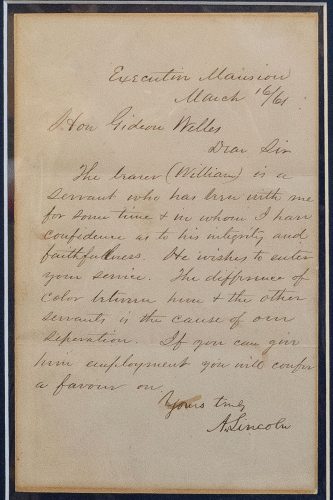 Executive Mansion
March 16/61
Hon Gideon Welles
Dear Sir
The bearer (William) is a
servant who has been with me
for some time & in whom I have
confidence as to his integrity and
faithfulness. He wishes to enter
your service. The difference of
color between him & the other
servants is the cause of our
seperation. If you can give
him employment you will confer
a favour on
Yours truly
A. Lincoln